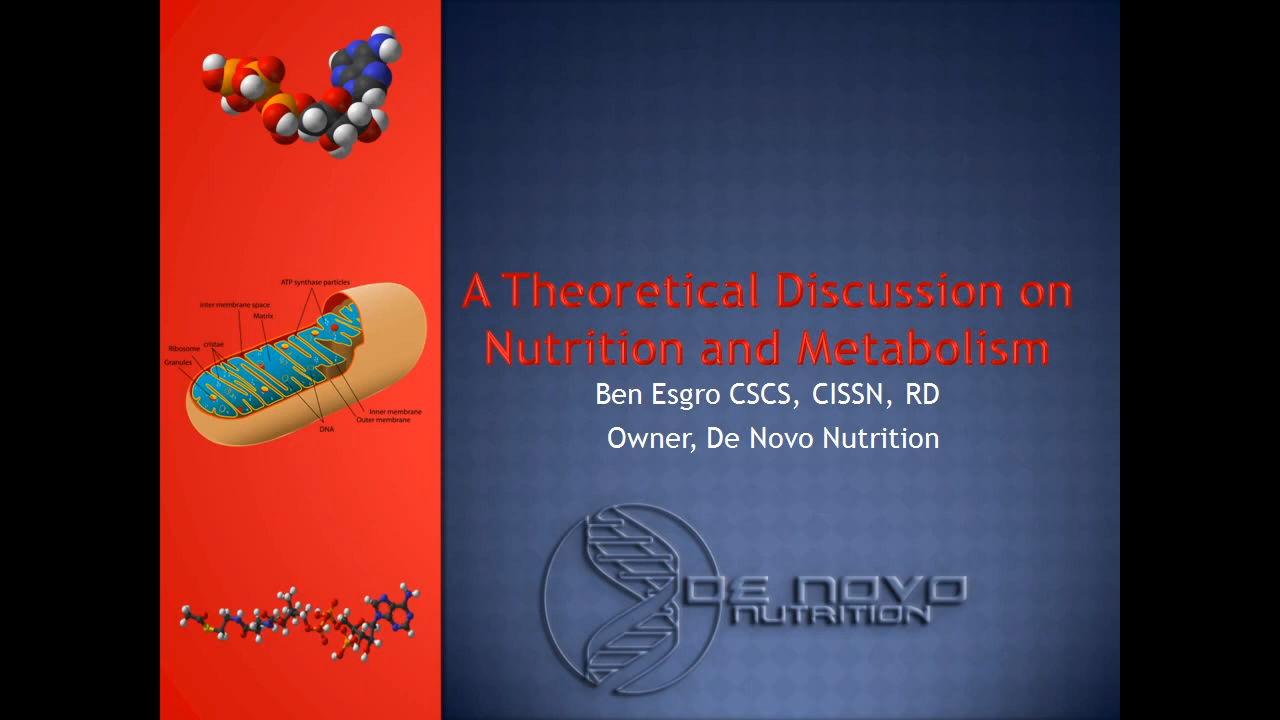 A Theoretical Discussion on
Nutrition and Metabolism
Ben Esgro CSCS, CISSN, RD
Owner, De Novo Nutrition
ATP synthase particles
Inter membrane space
Matrix
Ribosome
cristae
Granules
Inner membrane
Outer membrane
DNA
DE NOVO
NUTRITION